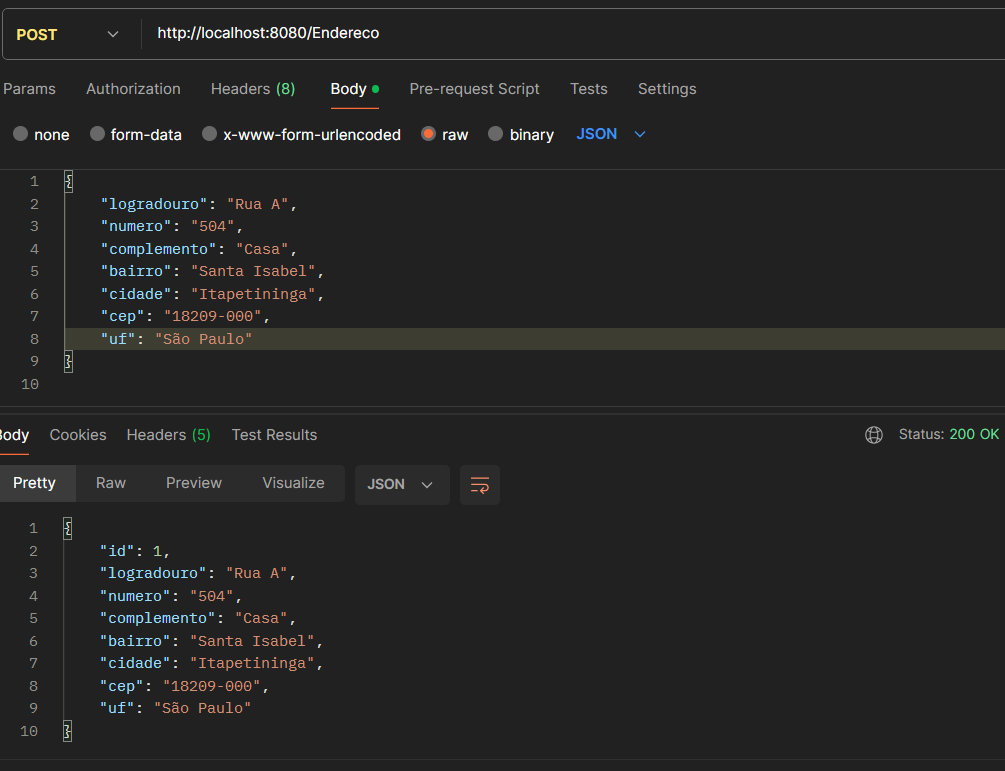 POST http://localhost:8080/Endereco
Params Authorization Headers (8) Body Pre-request Script Tests Settings
none form-data x-www-form-urlencoded raw binary JSON
1 {
2 "logradouro": "Rua A",
3 "numero": "504",
4 "complemento": "Casa",
5 "bairro": "Santa Isabel",
6 "cidade": "Itapetininga",
7 "cep": "18209-000",
8 "uf": "São Paulo"
9 }
10
Body Cookies Headers (5) Test Results Status: 200 OK
Pretty Raw Preview Visualize JSON
1 {
2 "id": 1,
3 "logradouro": "Rua A",
4 "numero": "504",
5 "complemento": "Casa",
6 "bairro": "Santa Isabel",
7 "cidade": "Itapetininga",
8 "cep": "18209-000",
9 "uf": "São Paulo"
10 }